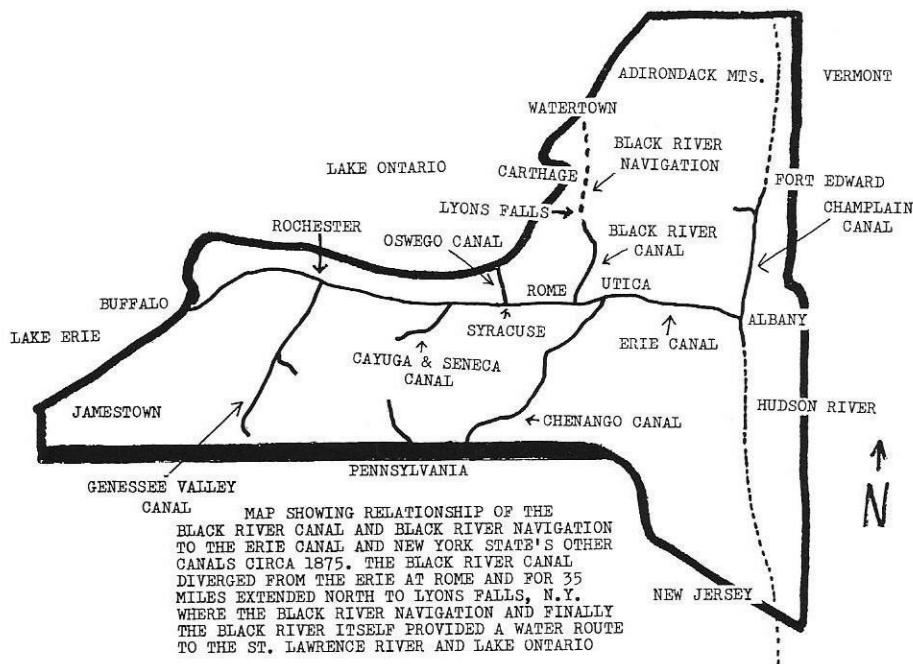 ADIRONDACK MTS.
VERMONT
WATERTOWN
BLACK RIVER
NAVIGATION
LAKE ONTARIO
CARTHAGE
FORT EDWARD
LYONS FALLS
CHAMPLAIN
CANAL
ROCHESTER
OSWEGO CANAL
BLACK RIVER
CANAL
BUFFALO
ROME
UTICA
LAKE ERIE
SYRACUSE
ALBANY
ERIE CANAL
CAYUGA & SENECA
CANAL
JAMESTOWN
HUDSON RIVER
CHENANGO CANAL
PENNSYLVANIA
GENESSEE VALLEY
CANAL
N
MAP SHOWING RELATIONSHIP OF THE
BLACK RIVER CANAL AND BLACK RIVER NAVIGATION
TO THE ERIE CANAL AND NEW YORK STATE'S OTHER
CANALS CIRCA 1875. THE BLACK RIVER CANAL
DIVERGED FROM THE ERIE AT ROME AND FOR 35
MILES EXTENDED NORTH TO LYONS FALLS, N.Y.
WHERE THE BLACK RIVER NAVIGATION AND FINALLY
THE BLACK RIVER ITSELF PROVIDED A WATER ROUTE
TO THE ST. LAWRENCE RIVER AND LAKE ONTARIO
NEW JERSEY